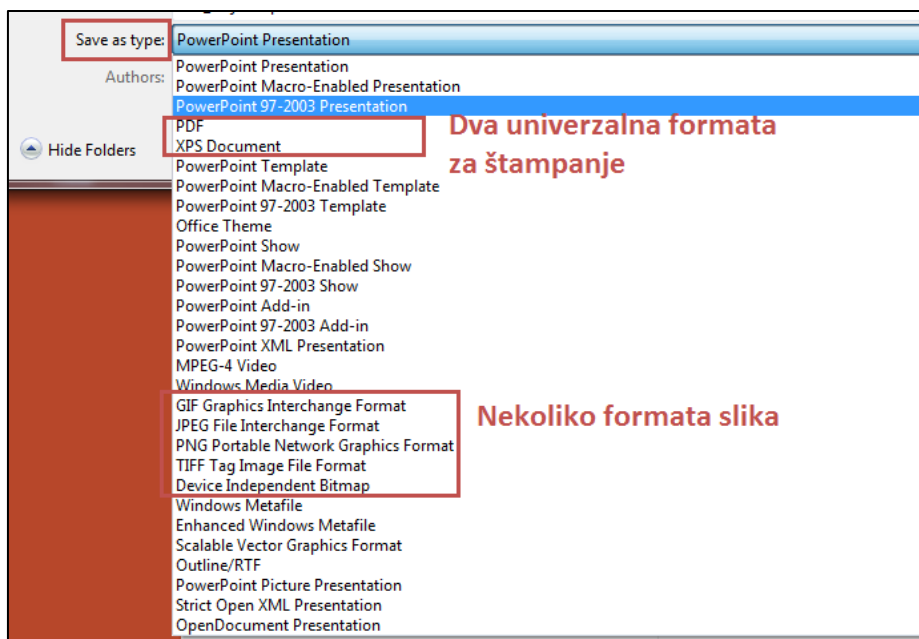 Save as type: PowerPoint Presentation
Authors:
PowerPoint Presentation
PowerPoint Macro-Enabled Presentation
PowerPoint 97-2003 Presentation
PDF
XPS Document
Dva univerzalna formata
za štampanje
Hide Folders
PowerPoint Template
PowerPoint Macro-Enabled Template
PowerPoint 97-2003 Template
Office Theme
PowerPoint Show
PowerPoint Macro-Enabled Show
PowerPoint 97-2003 Show
PowerPoint Add-in
PowerPoint 97-2003 Add-in
PowerPoint XML Presentation
MPEG-4 Video
Windows Media Video
GIF Graphics Interchange Format
JPEG File Interchange Format
PNG Portable Network Graphics Format
TIFF Tag Image File Format
Device Independent Bitmap
Nekoliko formata slika
Windows Metafile
Enhanced Windows Metafile
Scalable Vector Graphics Format
Outline/RTF
PowerPoint Picture Presentation
Strict Open XML Presentation
OpenDocument Presentation